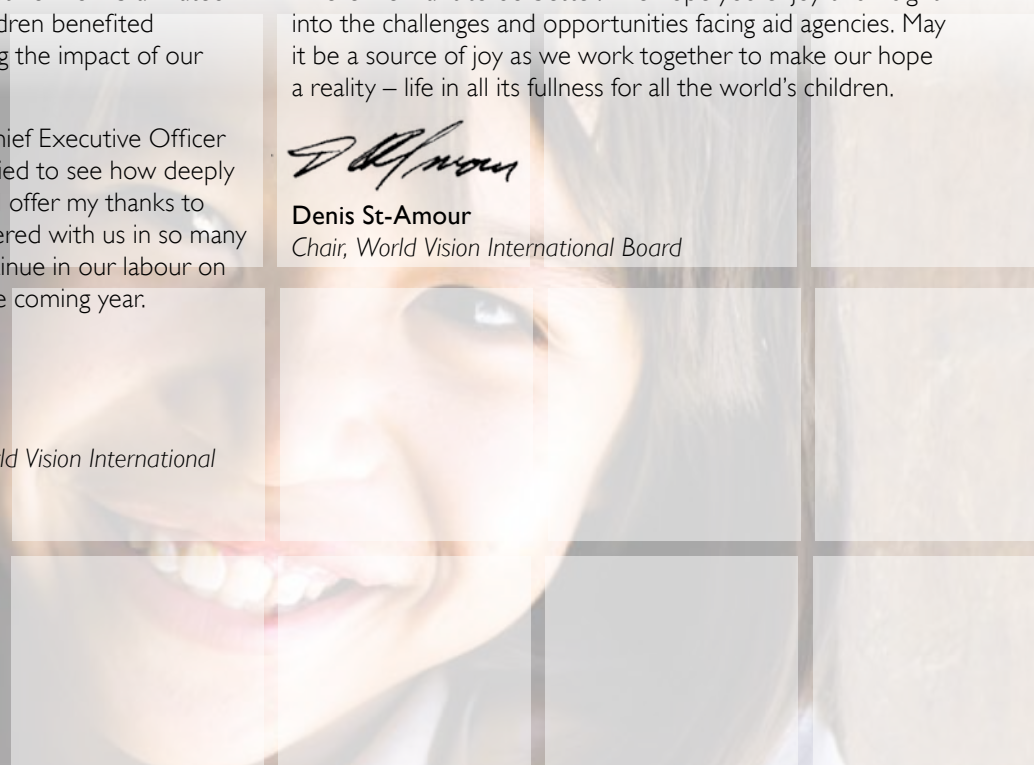 dren benefited
g the impact of our
hief Executive Officer
ied to see how deeply
offer my thanks to
ered with us in so many
inue in our labour on
e coming year.
ld Vision International
into the challenges and opportunities facing aid agencies. May
it be a source of joy as we work together to make our hope
a reality – life in all its fullness for all the world’s children.
Denis St-Amour
Chair, World Vision International Board